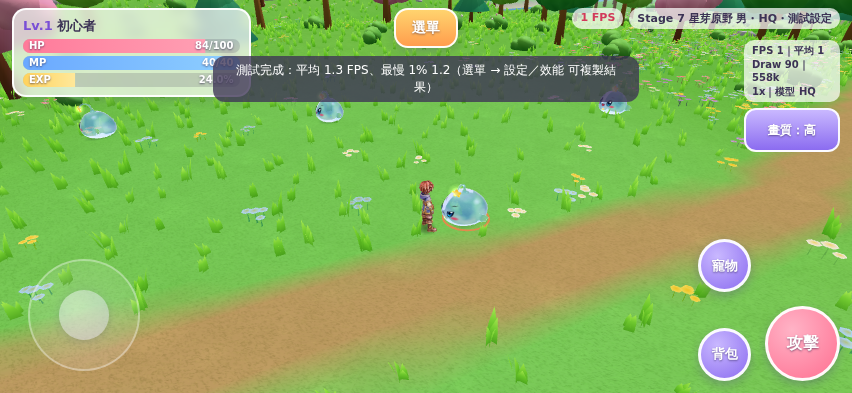 Lv.1 初心者
HP 84/100
MP 40/40
EXP
選單
1 FPS
Stage 7 星芽原野 男・HQ・測試設定
FPS 1｜平均 1
Draw 90｜
558k
1x｜模型 HQ
測試完成：平均 1.3 FPS、最慢 1% 1.2（選單 → 設定／效能 可複製結
果）
畫質：高
寵物
攻擊
背包